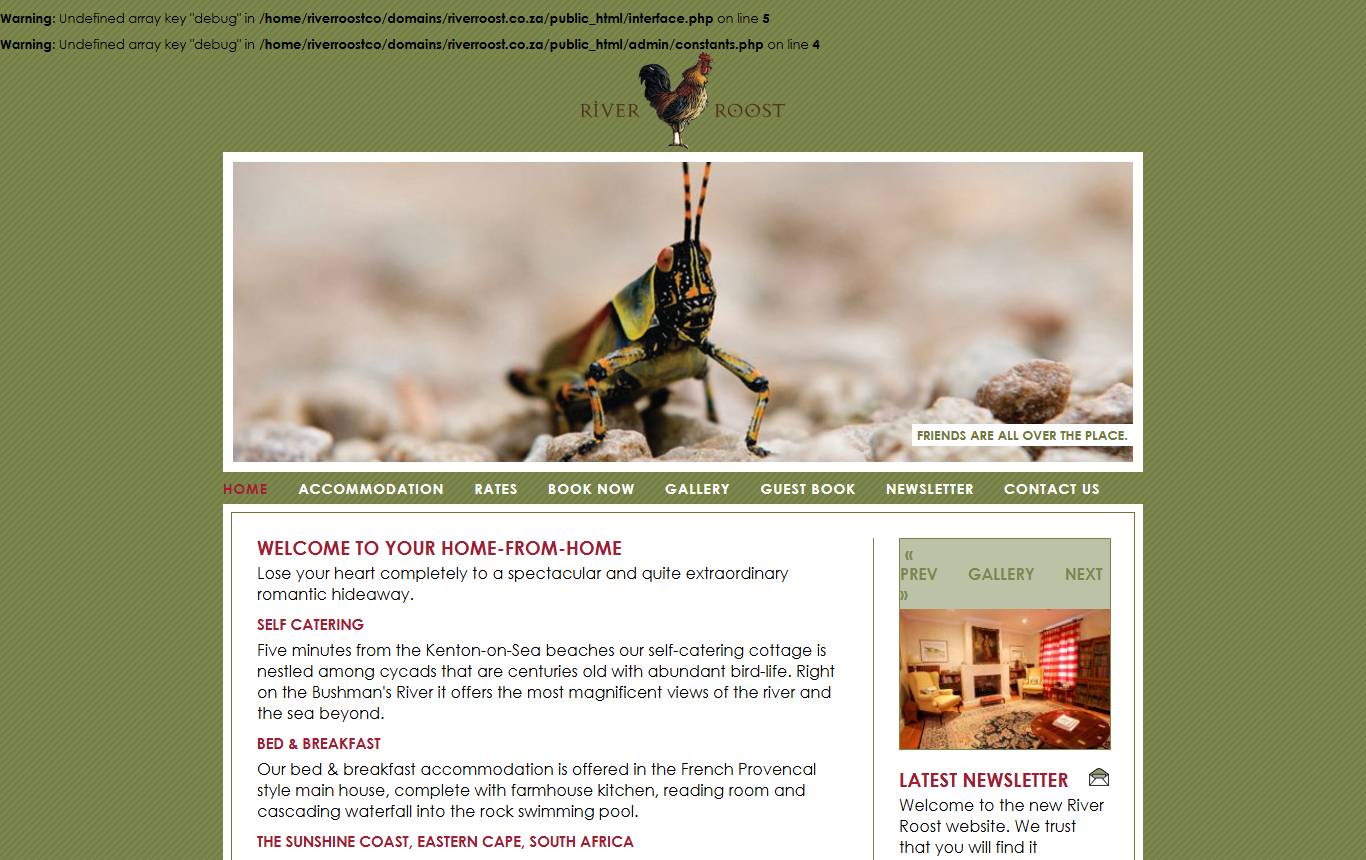 Warning: Undefined array key "debug" in /home/riverroostco/domains/riverroost.co.za/public_html/interface.php on line 5
Warning: Undefined array key "debug" in /home/riverroostco/domains/riverroost.co.za/public_html/admin/constants.php on line 4
RIVER ROOST
FRIENDS ARE ALL OVER THE PLACE.
HOME ACCOMMODATION RATES BOOK NOW GALLERY GUEST BOOK NEWSLETTER CONTACT US
WELCOME TO YOUR HOME-FROM-HOME
Lose your heart completely to a spectacular and quite extraordinary
romantic hideaway.
SELF CATERING
Five minutes from the Kenton-on-Sea beaches our self-catering cottage is
nestled among cycads that are centuries old with abundant bird-life. Right
on the Bushman's River it offers the most magnificent views of the river and
the sea beyond.
BED & BREAKFAST
Our bed & breakfast accommodation is offered in the French Provencal
style main house, complete with farmhouse kitchen, reading room and
cascading waterfall into the rock swimming pool.
THE SUNSHINE COAST, EASTERN CAPE, SOUTH AFRICA
«
PREV GALLERY NEXT
»
LATEST NEWSLETTER
Welcome to the new River
Roost website. We trust
that you will find it